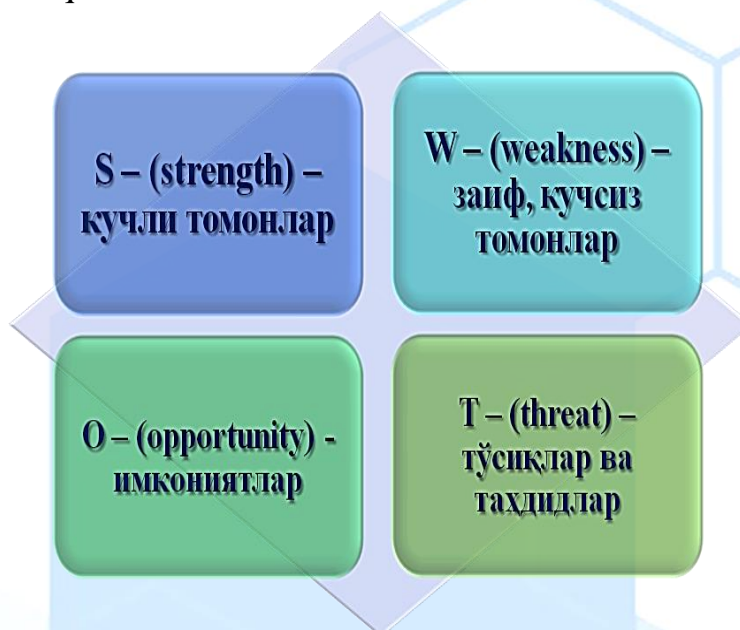 S – (strength) –
кучли томонлар
W – (weakness) –
заиф, кучсиз
томонлар
O – (opportunity) -
имкониятлар
T – (threat) –
тўсиқлар ва
таҳдидлар